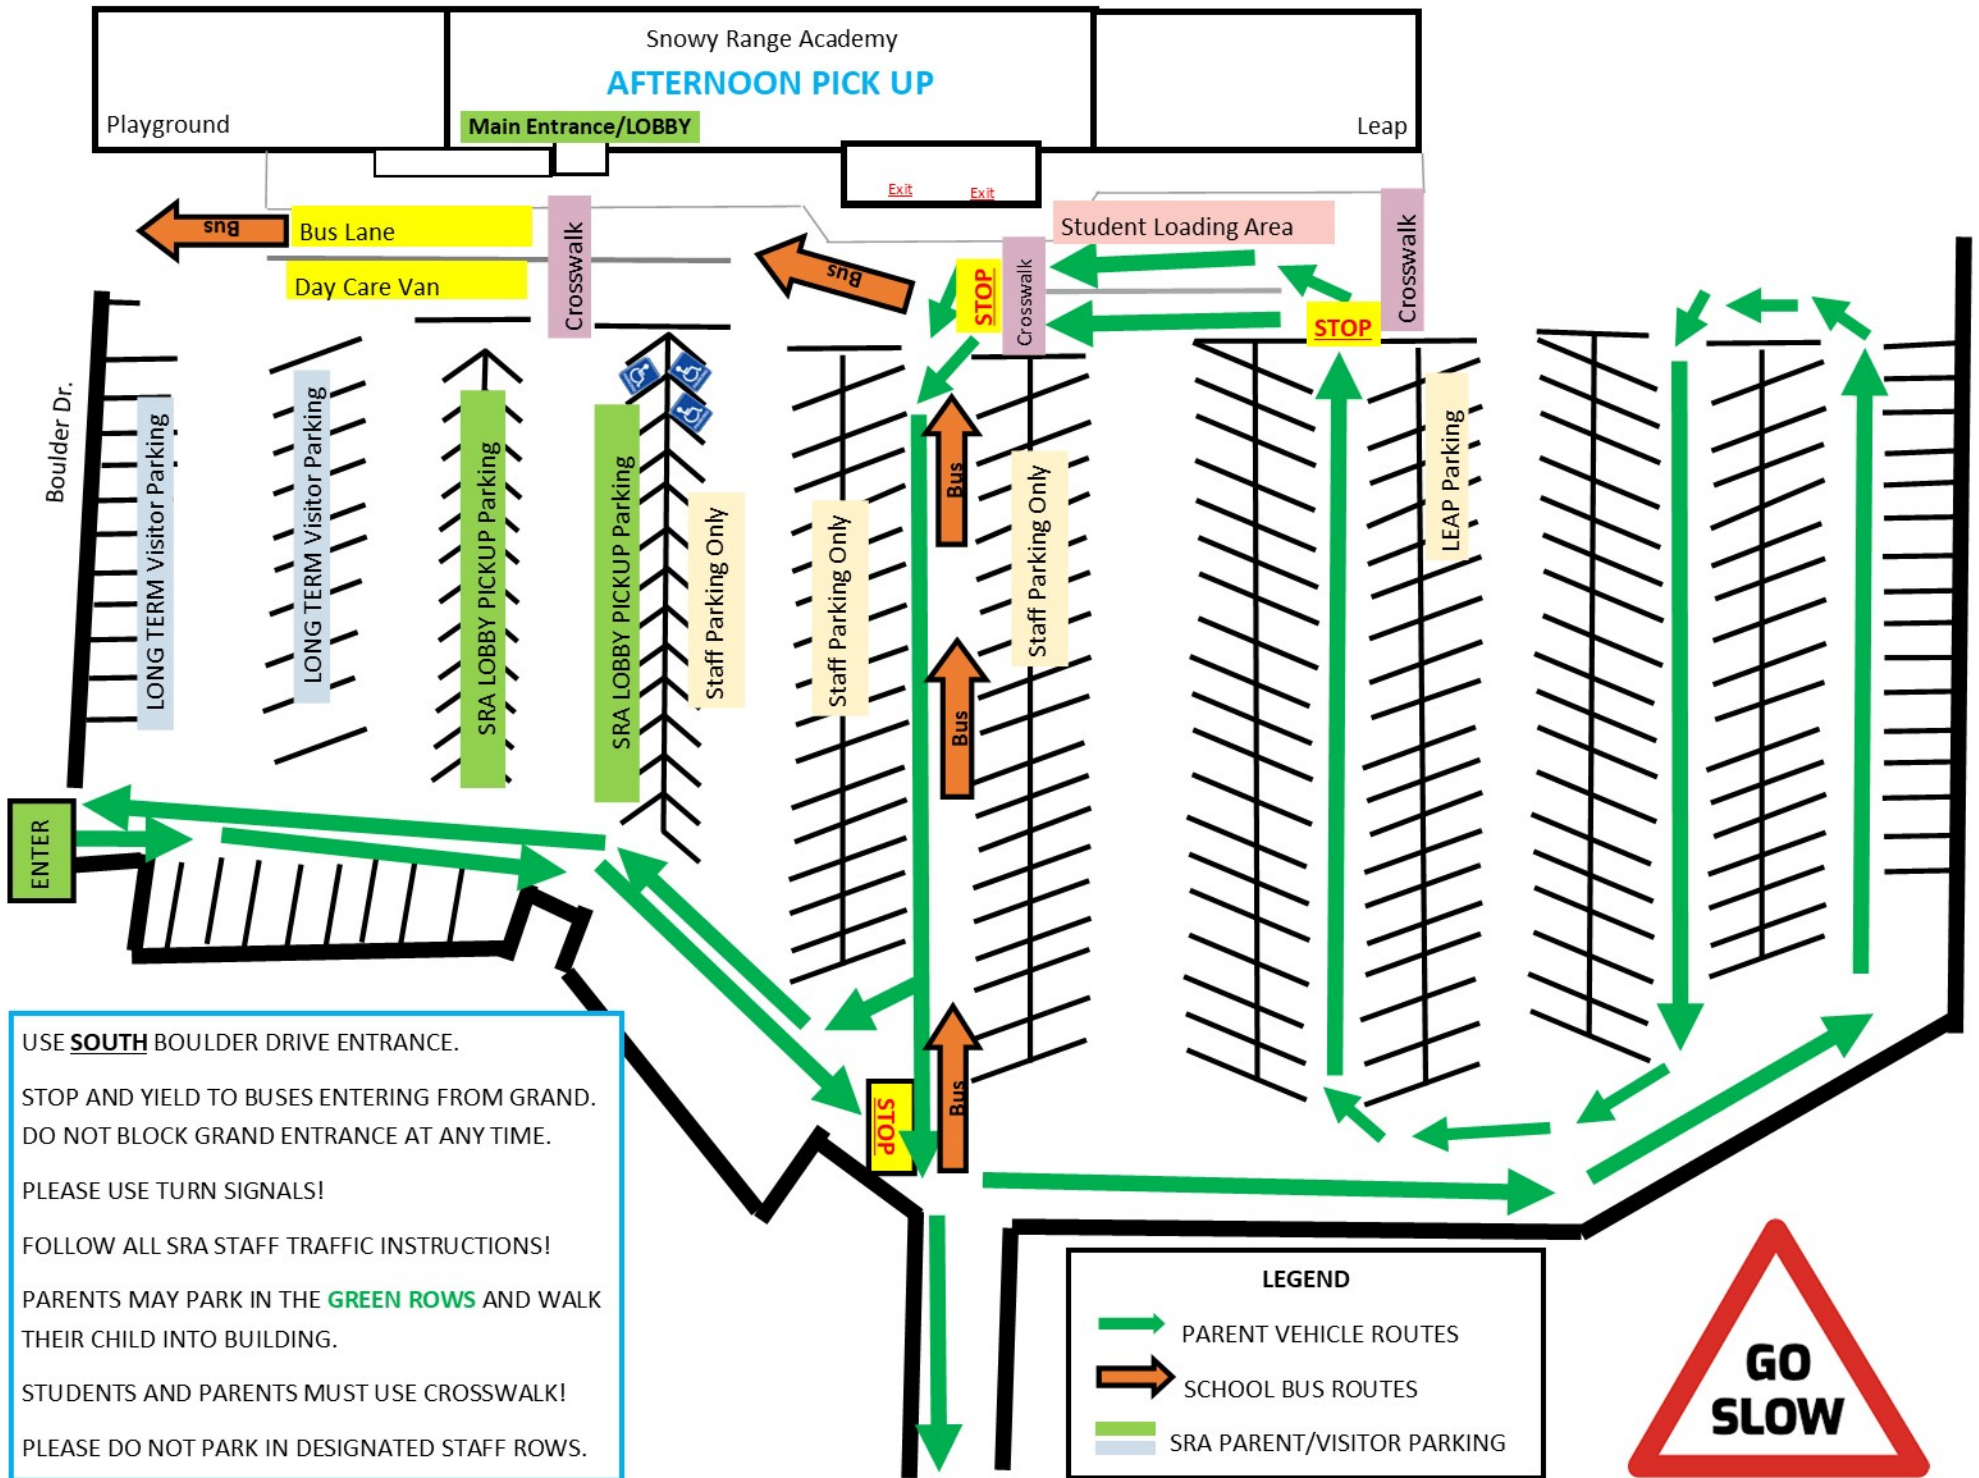 Snowy Range Academy
AFTERNOON PICK UP
Playground
Main Entrance/LOBBY
Leap
Exit
Exit
Bus
Bus Lane
Crosswalk
Bus
Student Loading Area
Crosswalk
Day Care Van
STOP
Crosswalk
STOP
Boulder Dr.
LONG TERM Visitor Parking
LONG TERM Visitor Parking
SRA LOBBY PICKUP Parking
SRA LOBBY PICKUP Parking
Staff Parking Only
Staff Parking Only
Bus
Staff Parking Only
LEAP Parking
Bus
ENTER
Bus
STOP
USE SOUTH BOULDER DRIVE ENTRANCE.
STOP AND YIELD TO BUSES ENTERING FROM GRAND.
DO NOT BLOCK GRAND ENTRANCE AT ANY TIME.
PLEASE USE TURN SIGNALS!
FOLLOW ALL SRA STAFF TRAFFIC INSTRUCTIONS!
PARENTS MAY PARK IN THE GREEN ROWS AND WALK
THEIR CHILD INTO BUILDING.
STUDENTS AND PARENTS MUST USE CROSSWALK!
PLEASE DO NOT PARK IN DESIGNATED STAFF ROWS.
LEGEND
PARENT VEHICLE ROUTES
SCHOOL BUS ROUTES
SRA PARENT/VISITOR PARKING
GO
SLOW